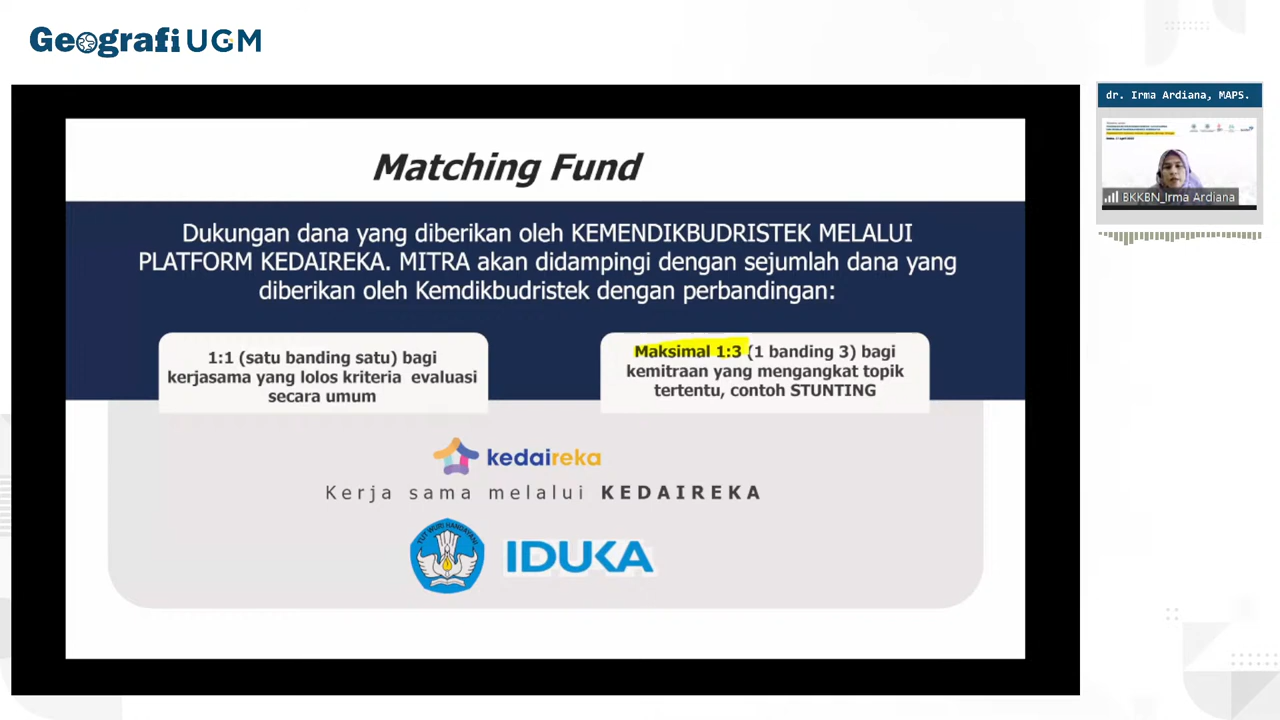 Geografi UGM
dr. Irma Ardiana, MAPS.
BKKBN_Irma Ardiana
Matching Fund
Dukungan dana yang diberikan oleh KEMENDIKBUDRISTEK MELALUI
PLATFORM KEDAIREKA. MITRA akan didampingi dengan sejumlah dana yang
diberikan oleh Kemdikbudristek dengan perbandingan:
1:1 (satu banding satu) bagi
kerjasama yang lolos kriteria evaluasi
secara umum
Maksimal 1:3 (1 banding 3) bagi
kemitraan yang mengangkat topik
tertentu, contoh STUNTING
kedaireka
Kerja sama melalui KEDAIREKA
TUT WURI HANDAYANI
IDUKA